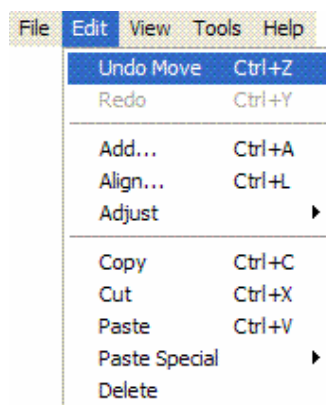 File Edit View Tools Help
Undo Move Ctrl+Z
Redo Ctrl+Y
Add... Ctrl+A
Align... Ctrl+L
Adjust
Copy Ctrl+C
Cut Ctrl+X
Paste Ctrl+V
Paste Special
Delete